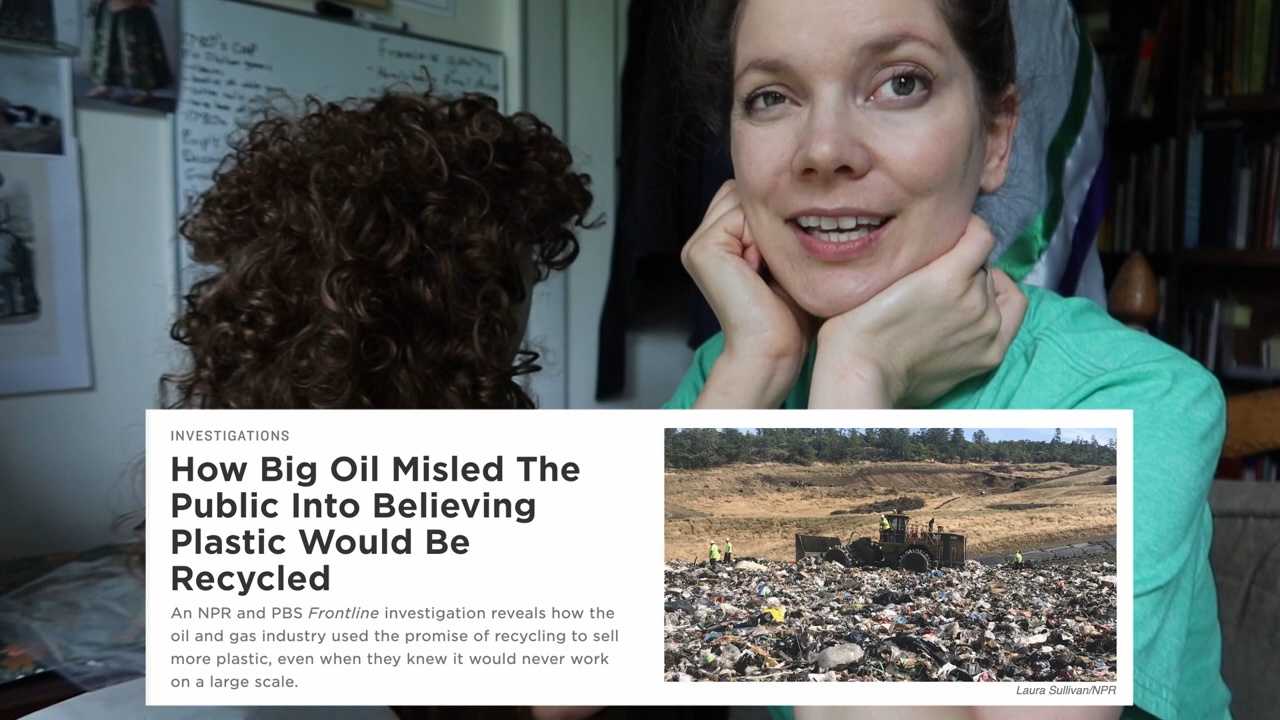 1780's Cap
INVESTIGATIONS
How Big Oil Misled The
Public Into Believing
Plastic Would Be
Recycled
An NPR and PBS Frontline investigation reveals how the
oil and gas industry used the promise of recycling to sell
more plastic, even when they knew it would never work
on a large scale.
Laura Sullivan/NPR